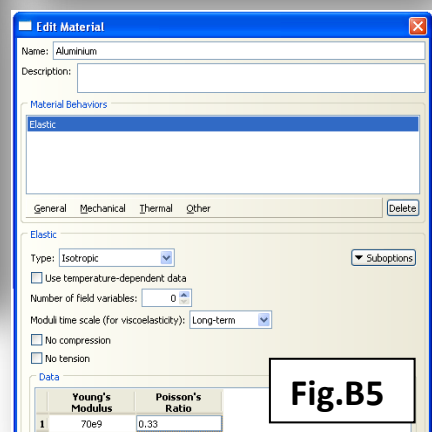 Edit Material
Name: Aluminium
Description:
Material Behaviors
Elastic
General Mechanical Thermal Other Delete
Elastic
Type: Isotropic Suboptions
Use temperature-dependent data
Number of field variables: 0
Moduli time scale (for viscoelasticity): Long-term
No compression
No tension
Data
Young's Modulus Poisson's Ratio
1 70e9 0.33
Fig.B5